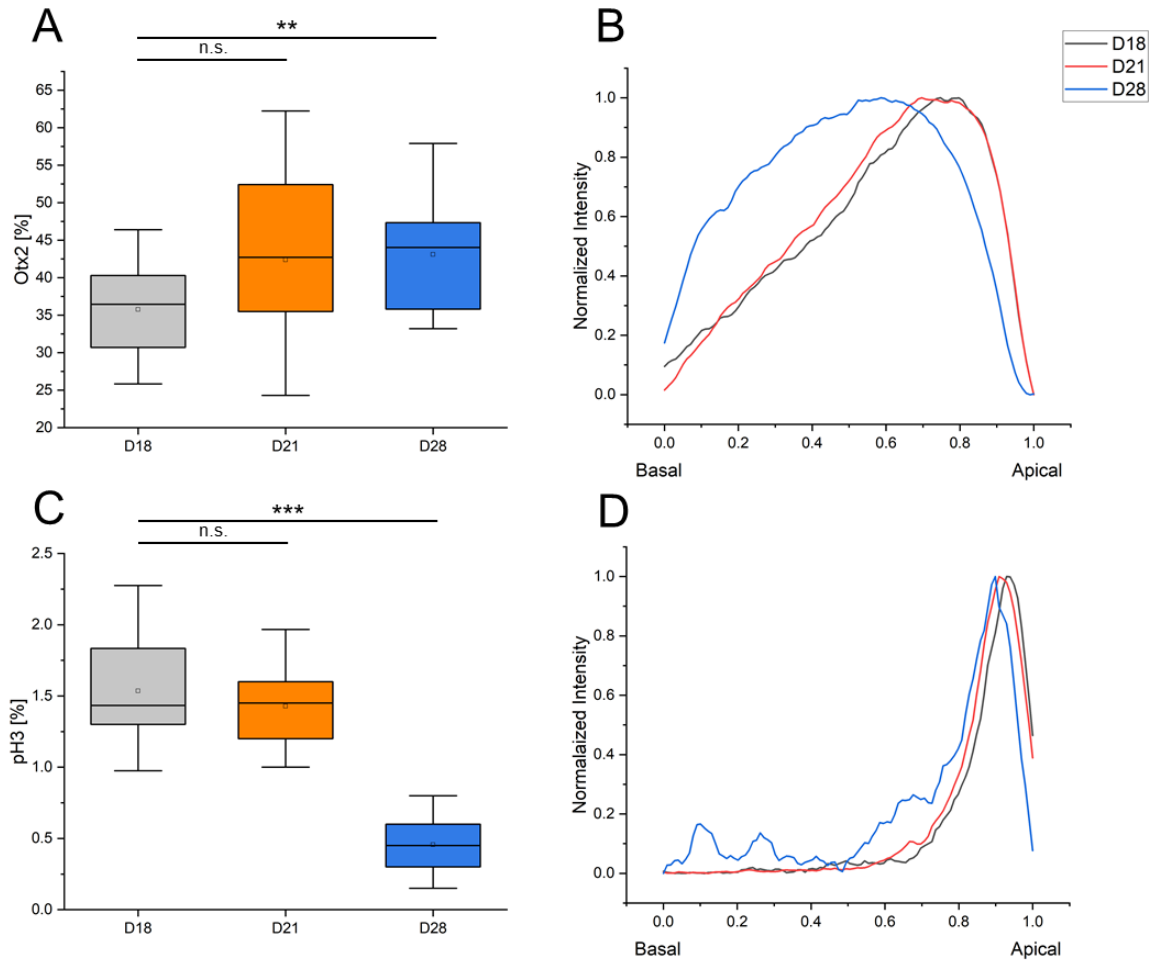 A
**
n.s.
Otx2 [%]
65
60
55
50
45
40
35
30
25
20
D18
D21
D28
B
D18
D21
D28
Normalized Intensity
1.0
0.8
0.6
0.4
0.2
0.0
0.0 0.2 0.4 0.6 0.8 1.0
Basal Apical
C
***
n.s.
pH3 [%]
2.5
2.0
1.5
1.0
0.5
0.0
D18
D21
D28
D
Normalaized Intensity
1.0
0.8
0.6
0.4
0.2
0.0
0.0 0.2 0.4 0.6 0.8 1.0
Basal Apical